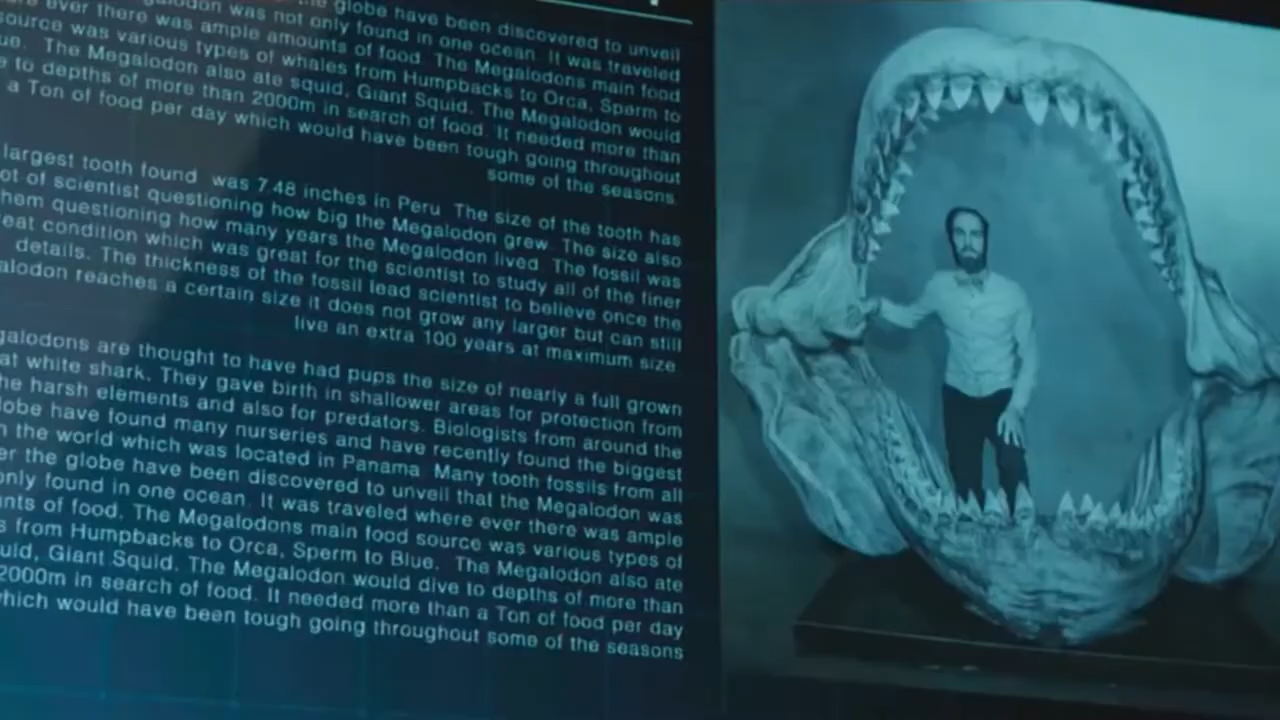 the globe have been discovered to unveil
was not only found in one ocean. It was traveled
ever there was ample amounts of food. The Megalodons main food
source was various types of whales from Humpbacks to Orca, Sperm to
The Megalodon also ate squid, Giant Squid. The Megalodon would
to depths of more than 2000m in search of food. It needed more than
a Ton of food per day which would have been tough going throughout
some of the seasons.
largest tooth found was 7.48 inches in Peru. The size of the tooth has
of scientist questioning how big the Megalodon grew. The size also
questioning how many years the Megalodon lived. The fossil was
condition which was great for the scientist to study all of the finer
details. The thickness of the fossil lead scientist to believe once the
reaches a certain size it does not grow any larger but can still
live an extra 100 years at maximum size.
are thought to have had pups the size of nearly a full grown
white shark. They gave birth in shallower areas for protection from
harsh elements and also for predators. Biologists from around the
have found many nurseries and have recently found the biggest
the world which was located in Panama. Many tooth fossils from all
the globe have been discovered to unveil that the Megalodon was
only found in one ocean. It was traveled where ever there was ample
of food. The Megalodons main food source was various types of
from Humpbacks to Orca, Sperm to Blue. The Megalodon also ate
Giant Squid. The Megalodon would dive to depths of more than
2000m in search of food. It needed more than a Ton of food per day
which would have been tough going throughout some of the seasons